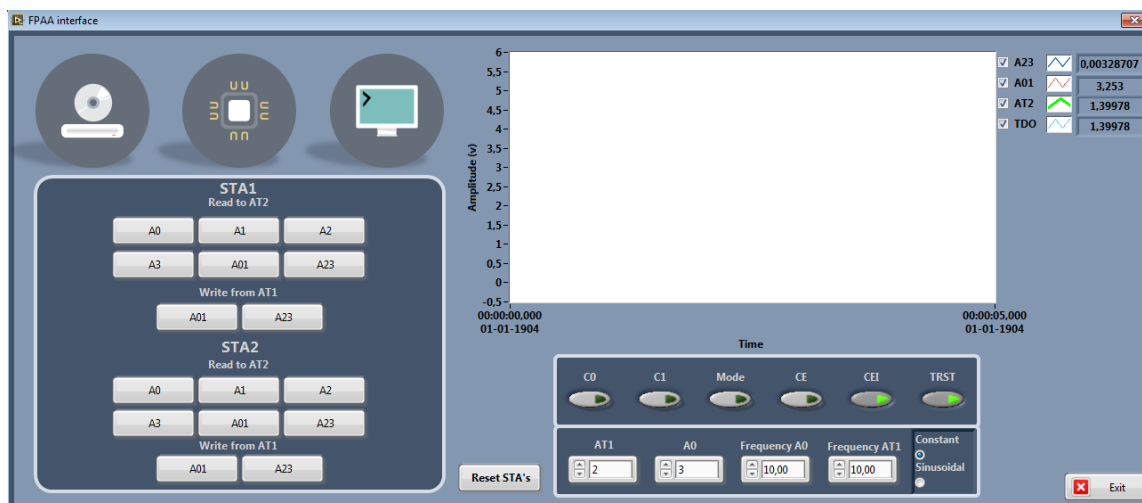 FPAA interface
STA1
Read to AT2
A0 A1 A2
A3 A01 A23
Write from AT1
A01 A23
STA2
Read to AT2
A0 A1 A2
A3 A01 A23
Write from AT1
A01 A23
Amplitude (v)
6
5,5
5
4,5
4
3,5
3
2,5
2
1,5
1
0,5
0
-0,5
00:00:00,000 00:00:05,000
01-01-1904 01-01-1904
Time
A23 0,00328707
A01 3,253
AT2 1,39978
TDO 1,39978
C0 C1 Mode CE CEI TRST
AT1 A0 Frequency A0 Frequency AT1
2 3 10,00 10,00
Constant
Sinusoidal
Reset STA's
Exit